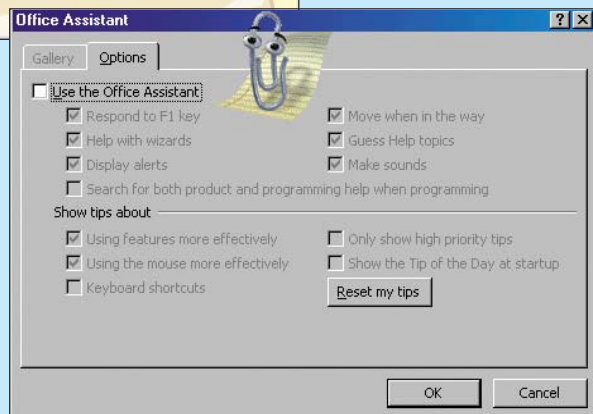 Office Assistant
Gallery Options
Use the Office Assistant
Respond to F1 key Move when in the way
Help with wizards Guess Help topics
Display alerts Make sounds
Search for both product and programming help when programming
Show tips about
Using features more effectively Only show high priority tips
Using the mouse more effectively Show the Tip of the Day at startup
Keyboard shortcuts Reset my tips
OK Cancel